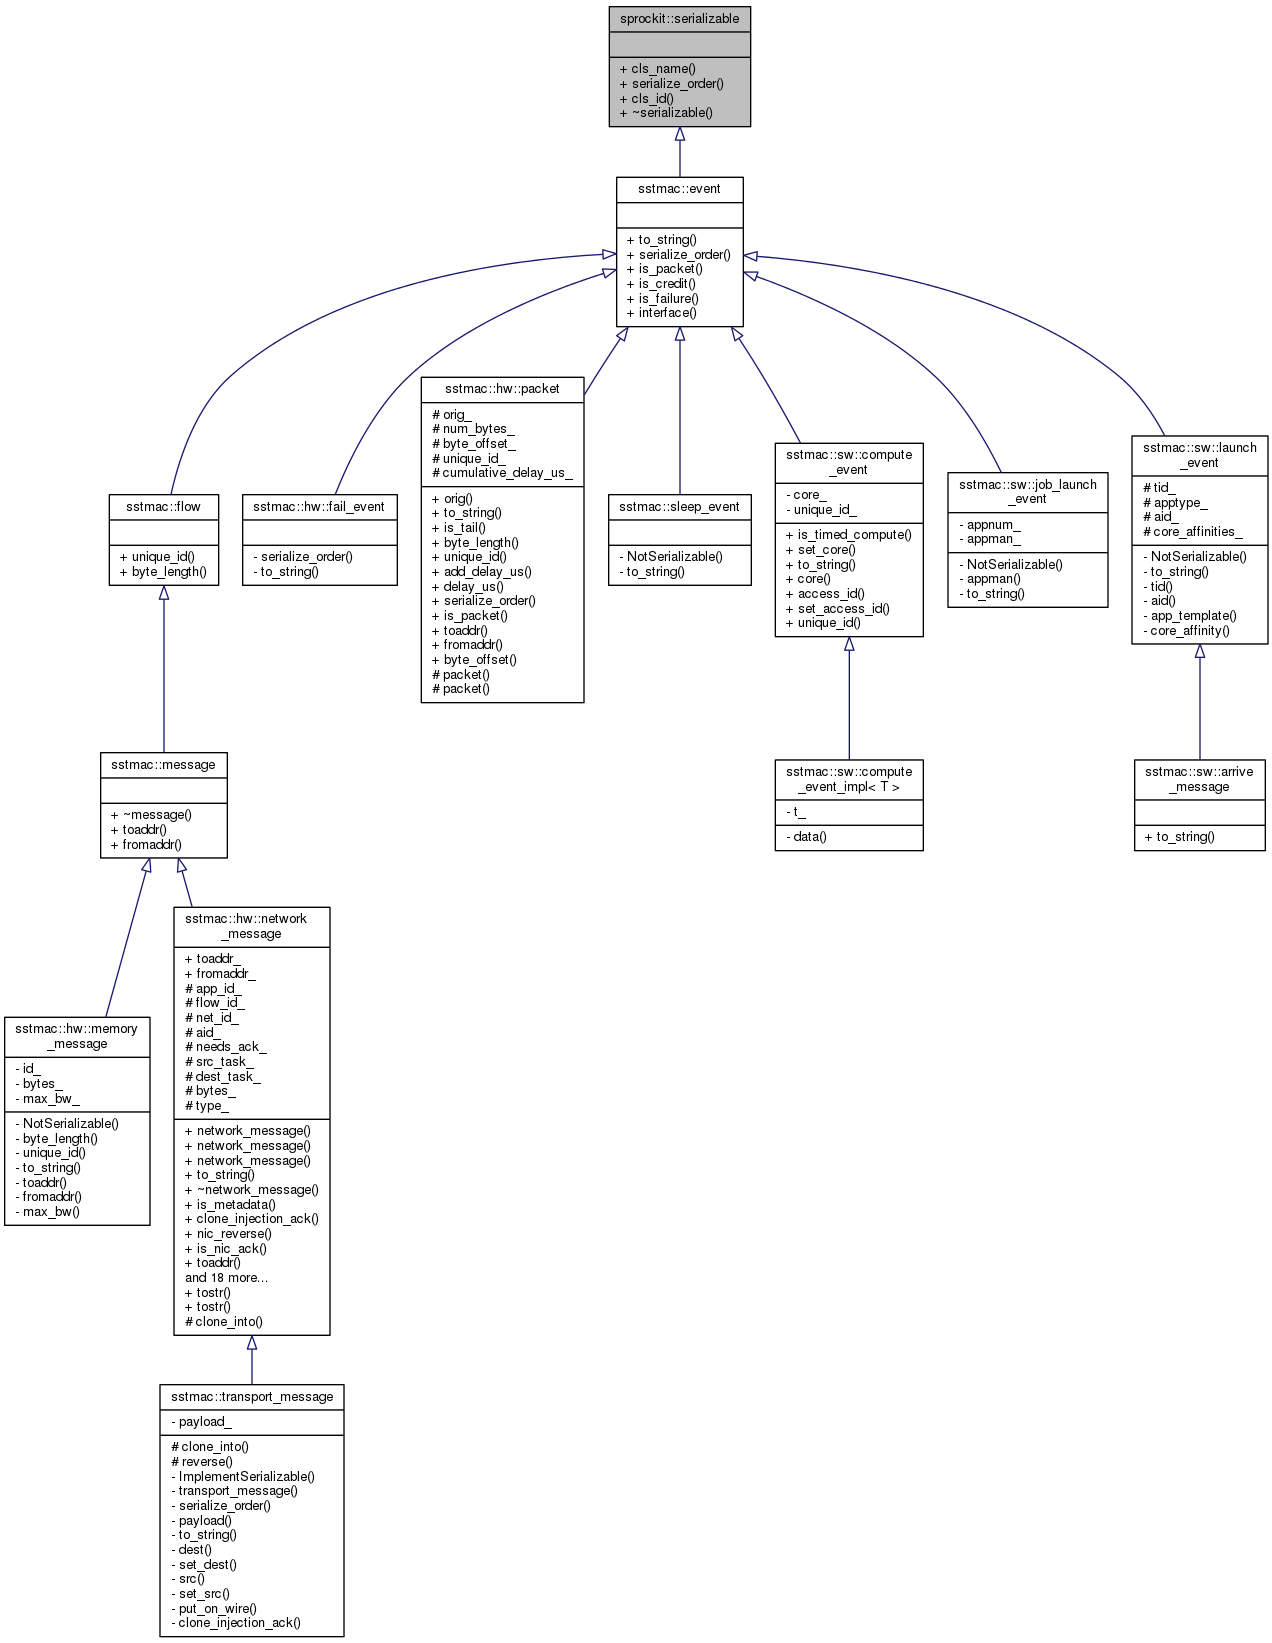 sprockit::serializable
+ cls_name()
+ serialize_order()
+ cls_id()
+ ~serializable()
sstmac::event
+ to_string()
+ serialize_order()
+ is_packet()
+ is_credit()
+ is_failure()
+ interface()
sstmac::flow
+ unique_id()
+ byte_length()
sstmac::hw::fail_event
- serialize_order()
- to_string()
sstmac::hw::packet
# orig_
# num_bytes_
# byte_offset_
# unique_id_
# cumulative_delay_us_
+ orig()
+ to_string()
+ is_tail()
+ byte_length()
+ unique_id()
+ add_delay_us()
+ delay_us()
+ serialize_order()
+ is_packet()
+ toaddr()
+ fromaddr()
+ byte_offset()
# packet()
# packet()
sstmac::sleep_event
- NotSerializable()
- to_string()
sstmac::sw::compute
_event
- core_
- unique_id_
+ is_timed_compute()
+ set_core()
+ to_string()
+ core()
+ access_id()
+ set_access_id()
+ unique_id()
sstmac::sw::job_launch
_event
- appnum_
- appman_
- NotSerializable()
- appman()
- to_string()
sstmac::sw::launch
_event
# tid_
# apptype_
# aid_
# core_affinities_
- NotSerializable()
- to_string()
- tid()
- aid()
- app_template()
- core_affinity()
sstmac::message
+ ~message()
+ toaddr()
+ fromaddr()
sstmac::sw::compute
_event_impl< T >
- t_
- data()
sstmac::sw::arrive
_message
+ to_string()
sstmac::hw::memory
_message
- id_
- bytes_
- max_bw_
- NotSerializable()
- byte_length()
- unique_id()
- to_string()
- toaddr()
- fromaddr()
- max_bw()
sstmac::hw::network
_message
+ toaddr_
+ fromaddr_
# app_id_
# flow_id_
# net_id_
# aid_
# needs_ack_
# src_task_
# dest_task_
# bytes_
# type_
+ network_message()
+ network_message()
+ network_message()
+ to_string()
+ ~network_message()
+ is_metadata()
+ clone_injection_ack()
+ nic_reverse()
+ is_nic_ack()
+ toaddr()
and 18 more...
+ tostr()
+ tostr()
# clone_into()
sstmac::transport_message
- payload_
# clone_into()
# reverse()
- ImplementSerializable()
- transport_message()
- serialize_order()
- payload()
- to_string()
- dest()
- set_dest()
- src()
- set_src()
- put_on_wire()
- clone_injection_ack()